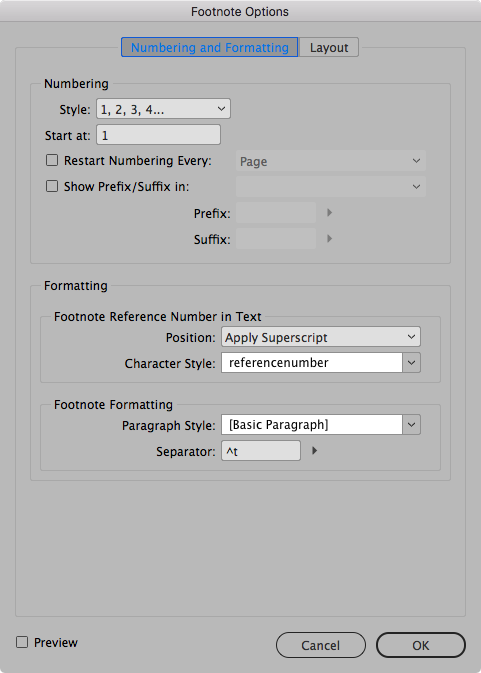 Footnote Options
Numbering and Formatting Layout
Numbering
Style: 1, 2, 3, 4...
Start at: 1
Restart Numbering Every: Page
Show Prefix/Suffix in:
Prefix:
Suffix:
Formatting
Footnote Reference Number in Text
Position: Apply Superscript
Character Style: referencenumber
Footnote Formatting
Paragraph Style: [Basic Paragraph]
Separator: ^t
Preview Cancel OK